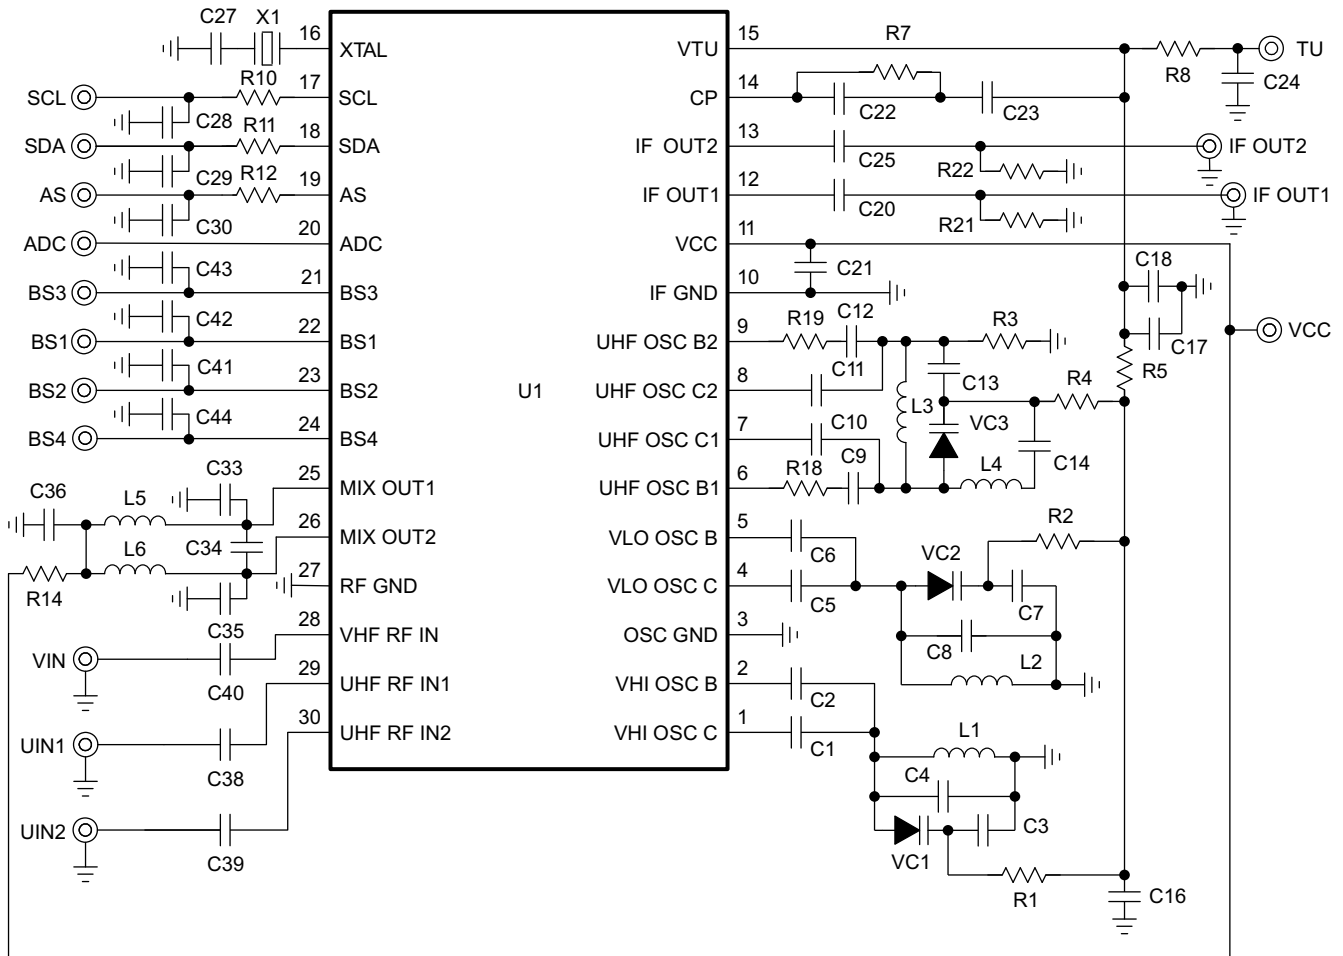 C27 X1
16 XTAL VTU 15 R7 R8 TU
C24
R10
SCL 17 SCL CP 14 C22 C23
C28
R11
SDA 18 SDA IF OUT2 13 C25 R22 IF OUT2
C29
R12
AS 19 AS IF OUT1 12 C20 R21 IF OUT1
C30
ADC 20 ADC VCC 11
C43 C21 C18
BS3 21 BS3 IF GND 10
C42 R19 C12 R3 C17 VCC
BS1 22 BS1 UHF OSC B2 9
C41 C11 C13 R5
BS2 23 BS2 U1 UHF OSC C2 8 L3 R4
C44 C10 VC3
BS4 24 BS4 UHF OSC C1 7 C14
C33 R18 C9 L4
25 MIX OUT1 UHF OSC B1 6
C36 L5
26 MIX OUT2 VLO OSC B 5 C6 R2
L6 C34 VC2
R14 27 RF GND VLO OSC C 4 C5 C7
C35
28 VHF RF IN OSC GND 3 C8
VIN C40 L2
29 UHF RF IN1 VHI OSC B 2 C2
30 UHF RF IN2 VHI OSC C 1 C1 L1
UIN1 C38 C4
UIN2 C39 VC1 C3
R1 C16